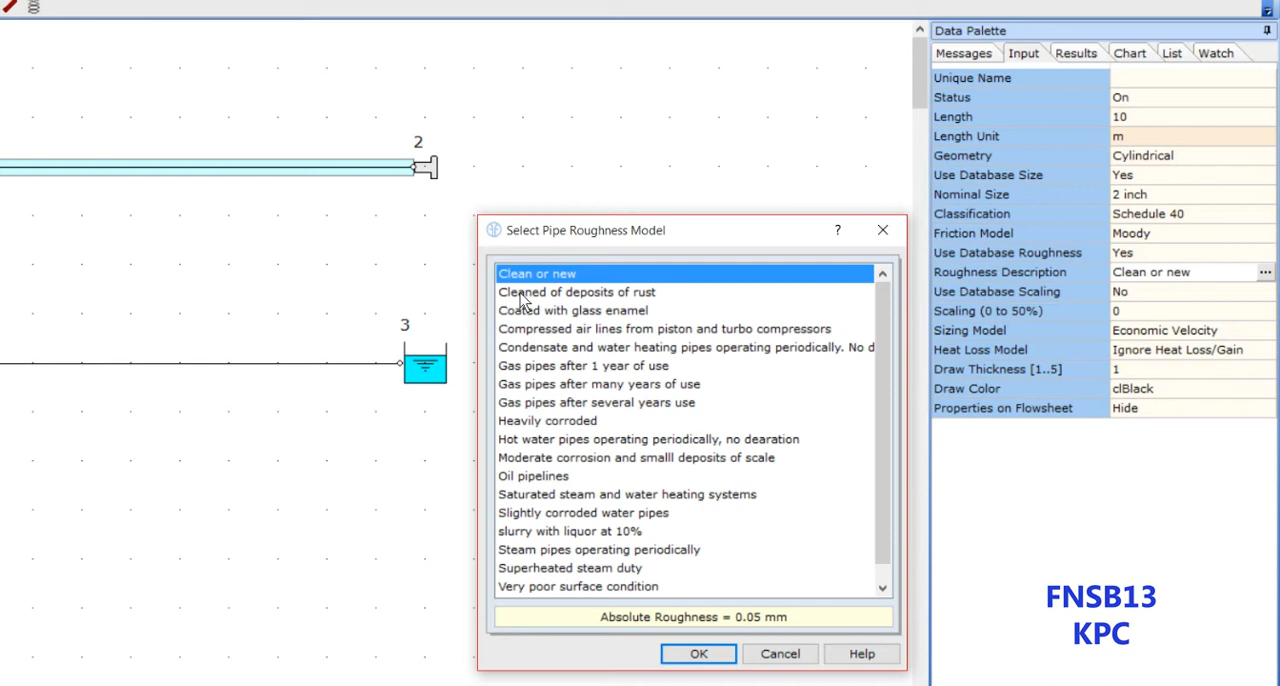 2
3
Data Palette
Messages Input Results Chart List Watch
Unique Name
Status On
Length 10
Length Unit m
Geometry Cylindrical
Use Database Size Yes
Nominal Size 2 inch
Classification Schedule 40
Friction Model Moody
Use Database Roughness Yes
Roughness Description Clean or new ...
Use Database Scaling No
Scaling (0 to 50%) 0
Sizing Model Economic Velocity
Heat Loss Model Ignore Heat Loss/Gain
Draw Thickness [1..5] 1
Draw Color clBlack
Properties on Flowsheet Hide
Select Pipe Roughness Model ?
Clean or new
Cleaned of deposits of rust
Coated with glass enamel
Compressed air lines from piston and turbo compressors
Condensate and water heating pipes operating periodically. No d
Gas pipes after 1 year of use
Gas pipes after many years of use
Gas pipes after several years use
Heavily corroded
Hot water pipes operating periodically, no dearation
Moderate corrosion and smalll deposits of scale
Oil pipelines
Saturated steam and water heating systems
Slightly corroded water pipes
slurry with liquor at 10%
Steam pipes operating periodically
Superheated steam duty
Very poor surface condition
Absolute Roughness = 0.05 mm
OK Cancel Help
FNSB13
KPC